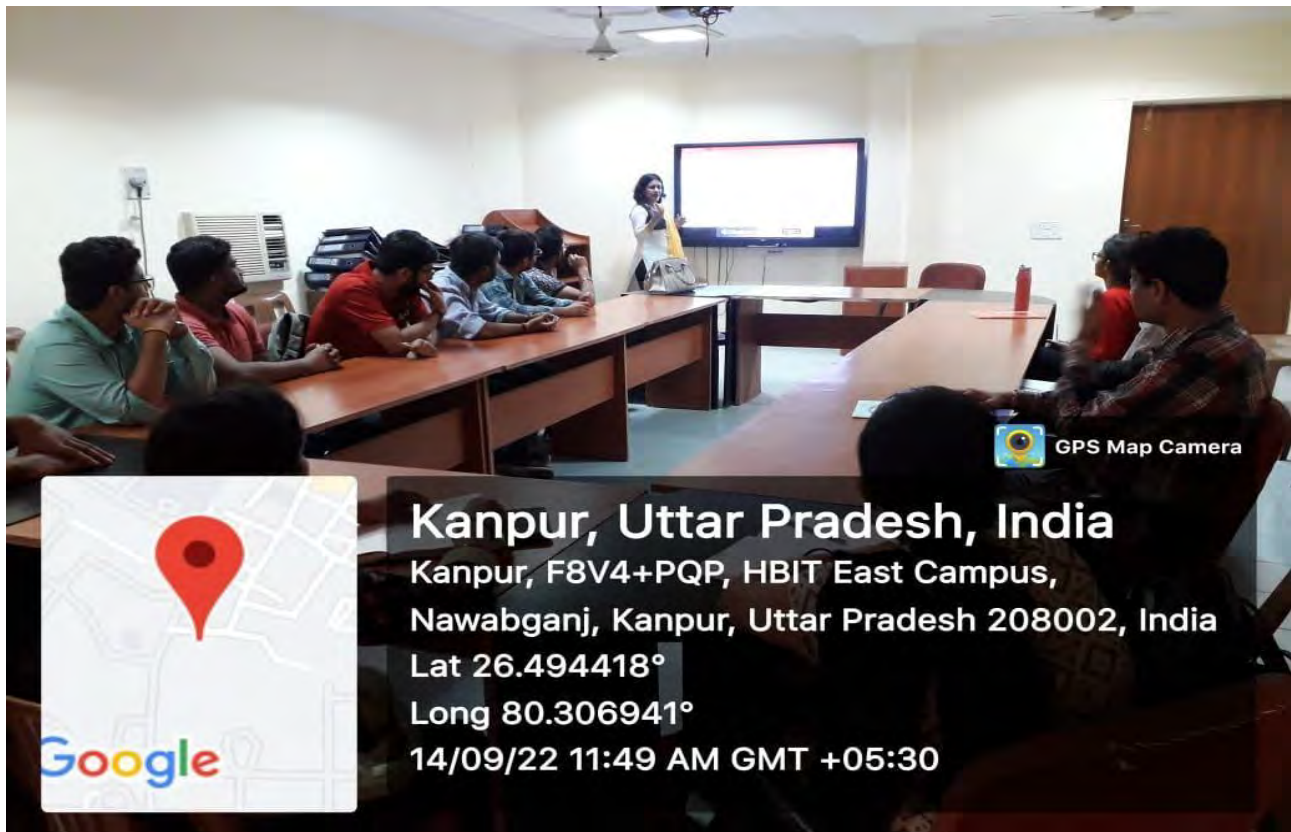 GPS Map Camera
Kanpur, Uttar Pradesh, India
Kanpur, F8V4+PQP, HBIT East Campus,
Nawabganj, Kanpur, Uttar Pradesh 208002, India
Lat 26.494418°
Long 80.306941°
14/09/22 11:49 AM GMT +05:30
Google